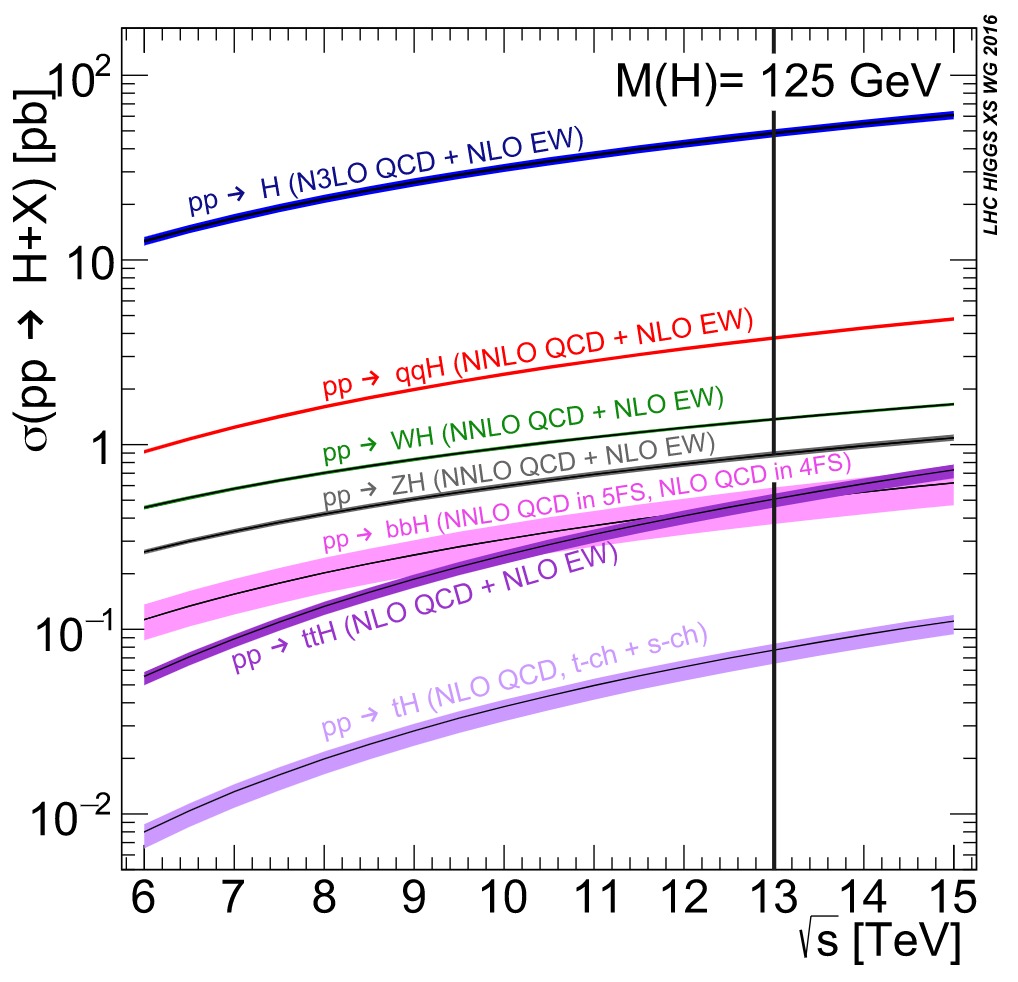 LHC HIGGS XS WG 2016
M(H)= 125 GeV
σ(pp → H+X) [pb]
10²
10
1
10⁻¹
10⁻²
pp → H (N3LO QCD + NLO EW)
pp → qqH (NNLO QCD + NLO EW)
pp → WH (NNLO QCD + NLO EW)
pp → ZH (NNLO QCD + NLO EW)
pp → bbH (NNLO QCD in 5FS, NLO QCD in 4FS)
pp → ttH (NLO QCD + NLO EW)
pp → tH (NLO QCD, t-ch + s-ch)
6 7 8 9 10 11 12 13 14 15
√s [TeV]